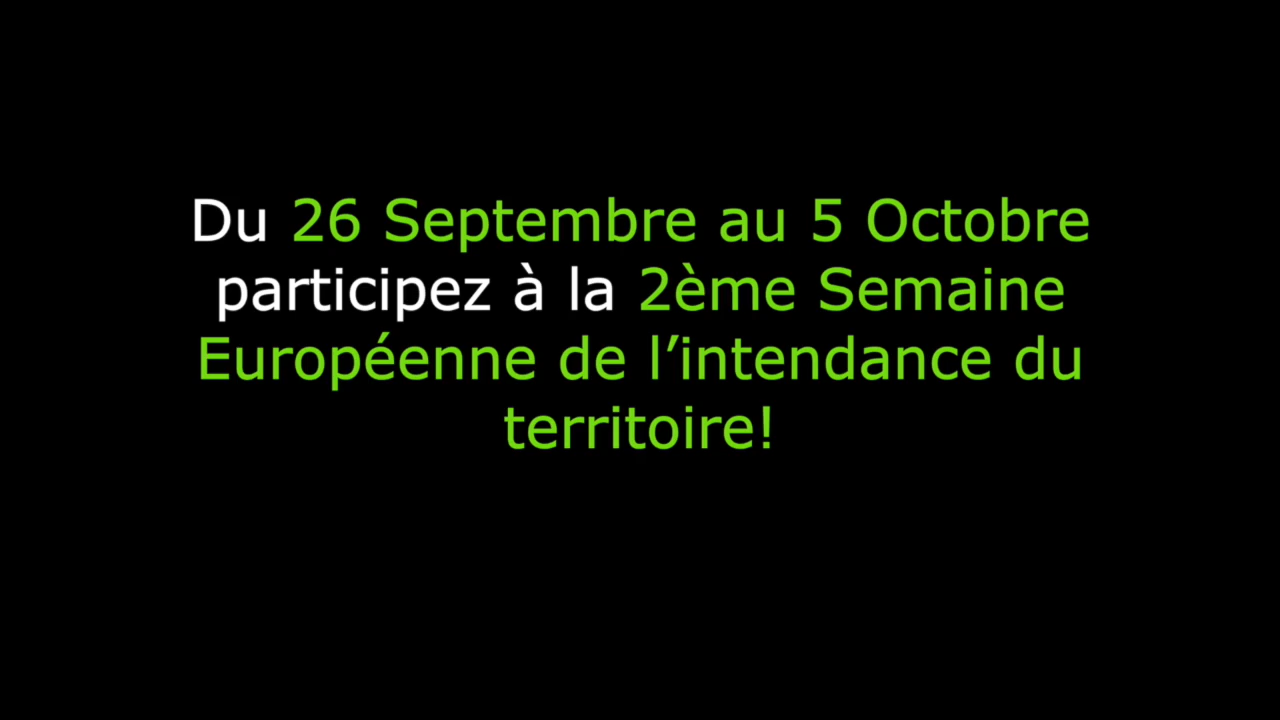 Du 26 Septembre au 5 Octobre
participez à la 2ème Semaine
Européenne de l’intendance du
territoire!